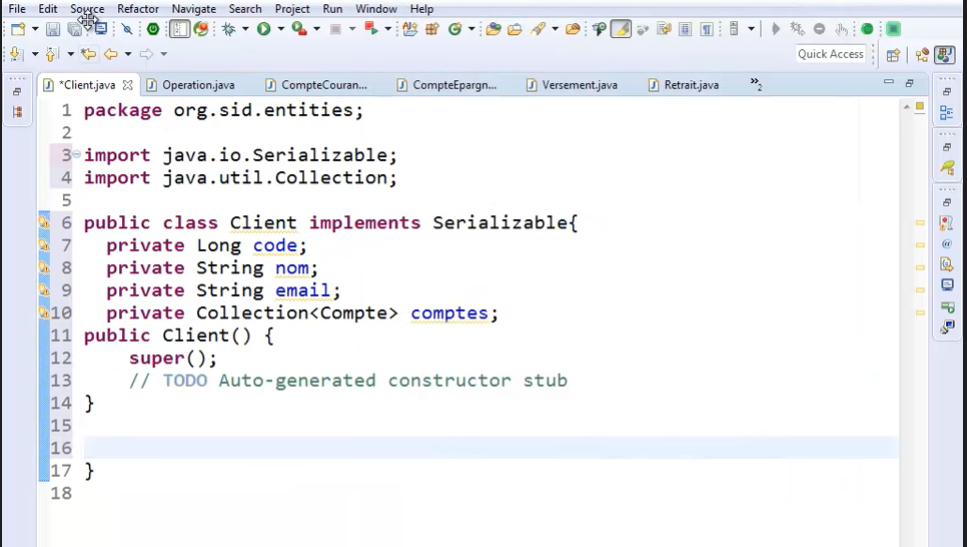 File Edit Source Refactor Navigate Search Project Run Window Help
Quick Access
*Client.java Operation.java CompteCouran... CompteEpargn... Versement.java Retrait.java »2
1 package org.sid.entities;
2
3 import java.io.Serializable;
4 import java.util.Collection;
5
6 public class Client implements Serializable{
7 private Long code;
8 private String nom;
9 private String email;
10 private Collection<Compte> comptes;
11 public Client() {
12 super();
13 // TODO Auto-generated constructor stub
14 }
15
16
17 }
18